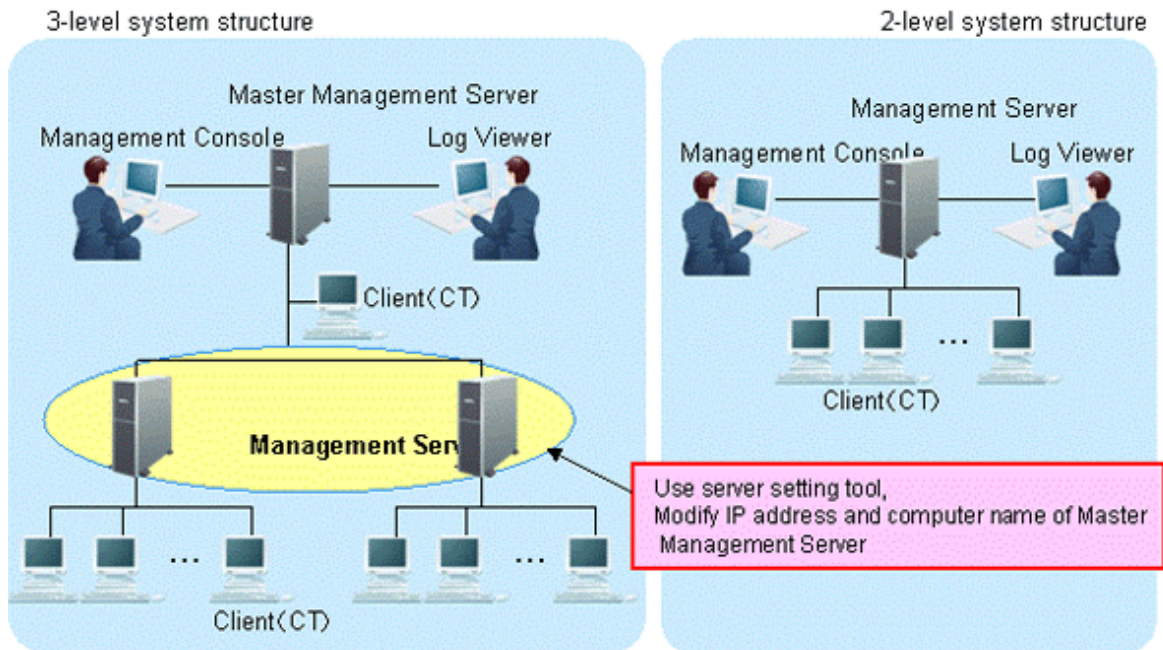 3-level system structure
2-level system structure
Master Management Server
Management Console
Log Viewer
Client(CT)
Management Serv
Client(CT)
Management Server
Management Console
Log Viewer
...
Client(CT)
Use server setting tool,
Modify IP address and computer name of Master
Management Server
... ...